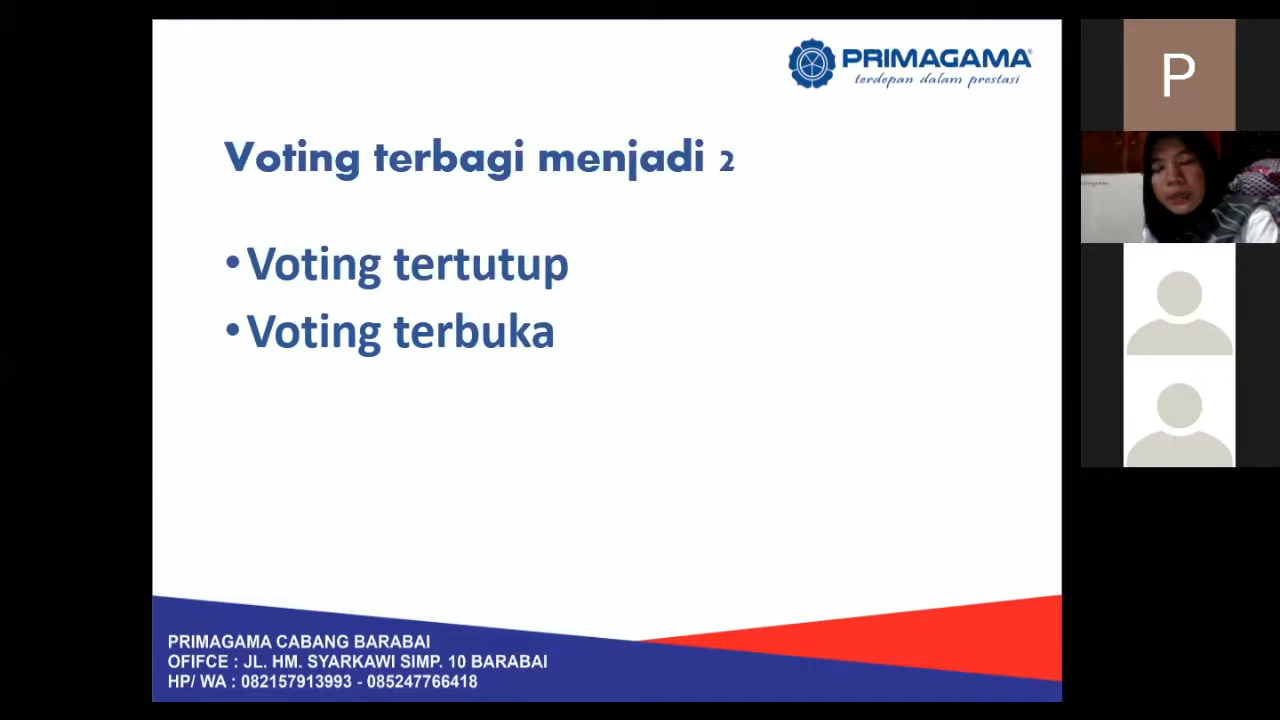 PRIMAGAMA
terdepan dalam prestasi
P
Voting terbagi menjadi 2
•Voting tertutup
•Voting terbuka
PRIMAGAMA CABANG BARABAI
OFIFCE : JL. HM. SYARKAWI SIMP. 10 BARABAI
HP/ WA : 082157913993 - 085247766418